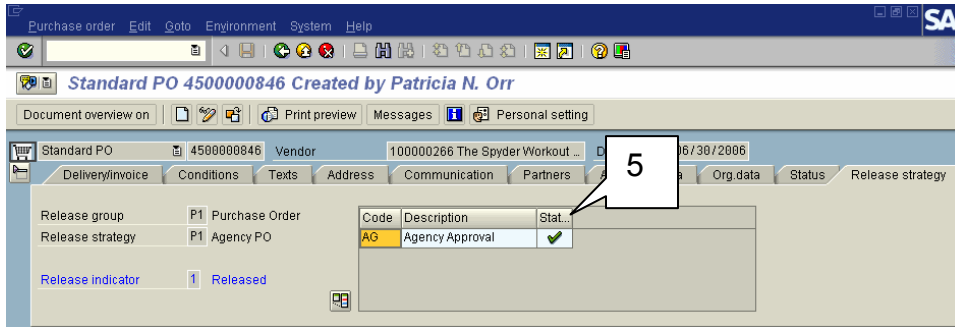 Purchase order Edit Goto Environment System Help
SA
Standard PO 4500000846 Created by Patricia N. Orr
Document overview on Print preview Messages Personal setting
Standard PO 4500000846 Vendor 100000266 The Spyder Workout ... D 06/30/2006
5
Delivery/invoice Conditions Texts Address Communication Partners A a Org.data Status Release strategy
Release group P1 Purchase Order
Code Description Stat...
Release strategy P1 Agency PO
AG Agency Approval
Release indicator 1 Released